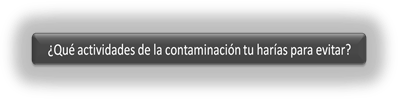 ¿Qué actividades de la contaminación tu harías para evitar?